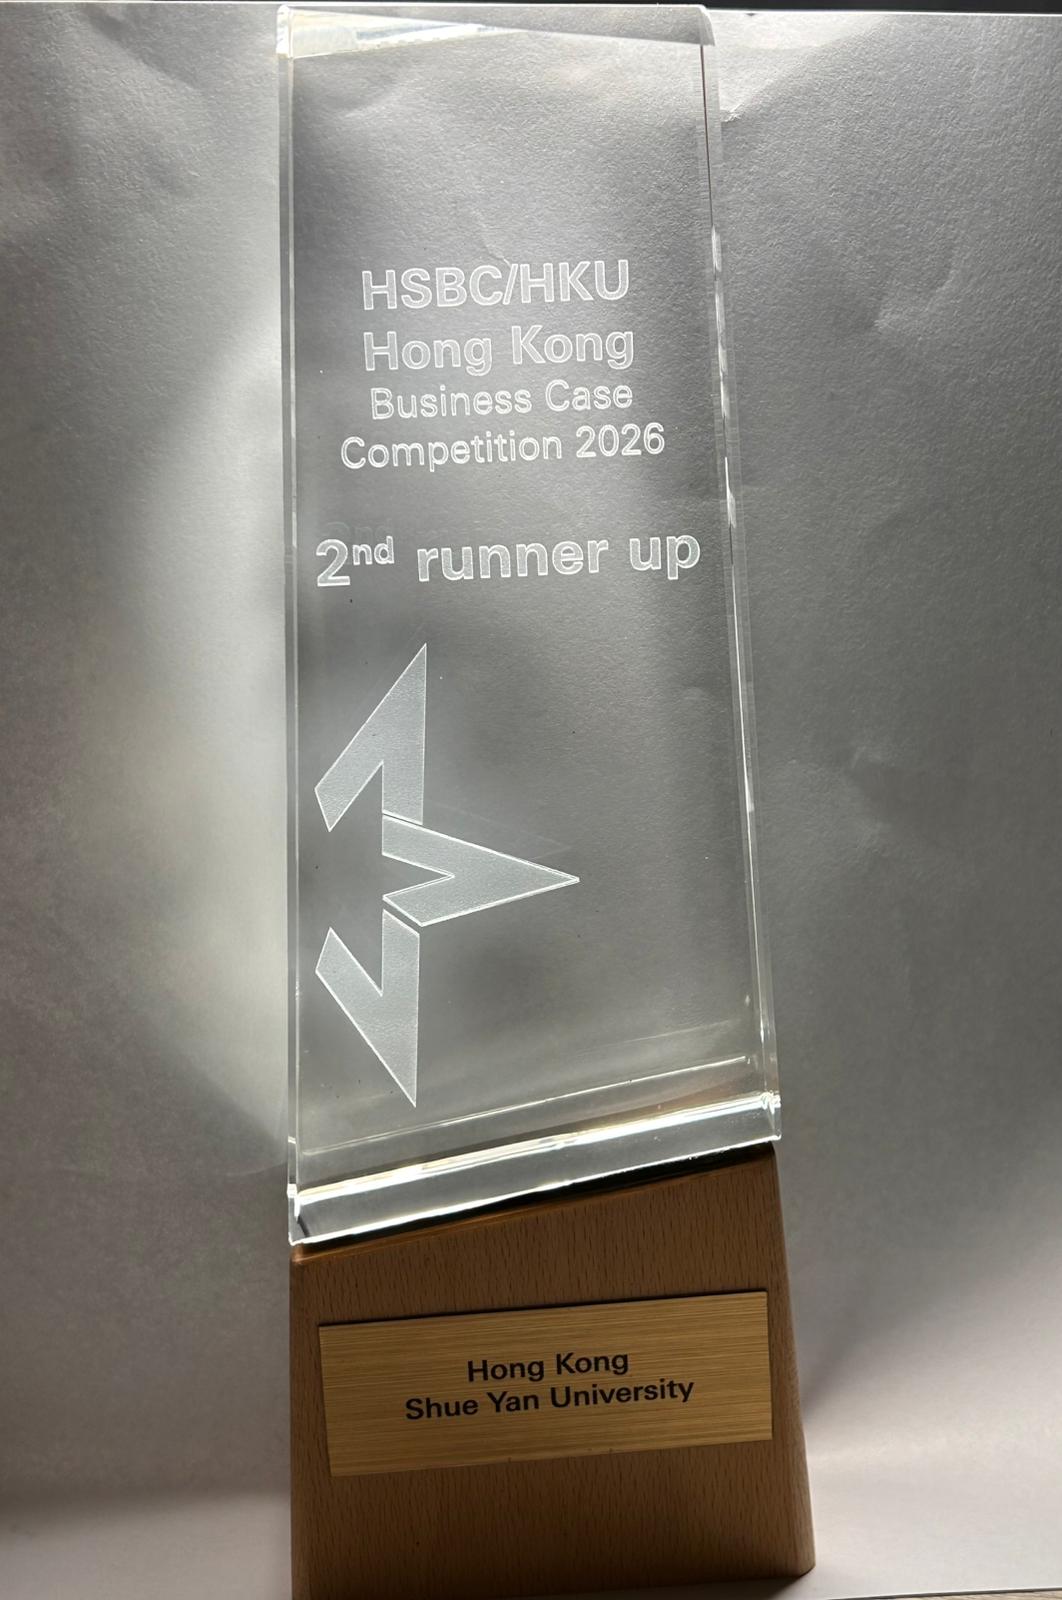 HSBC/HKU
Hong Kong
Business Case
Competition 2026
2nd runner up
Hong Kong
Shue Yan University